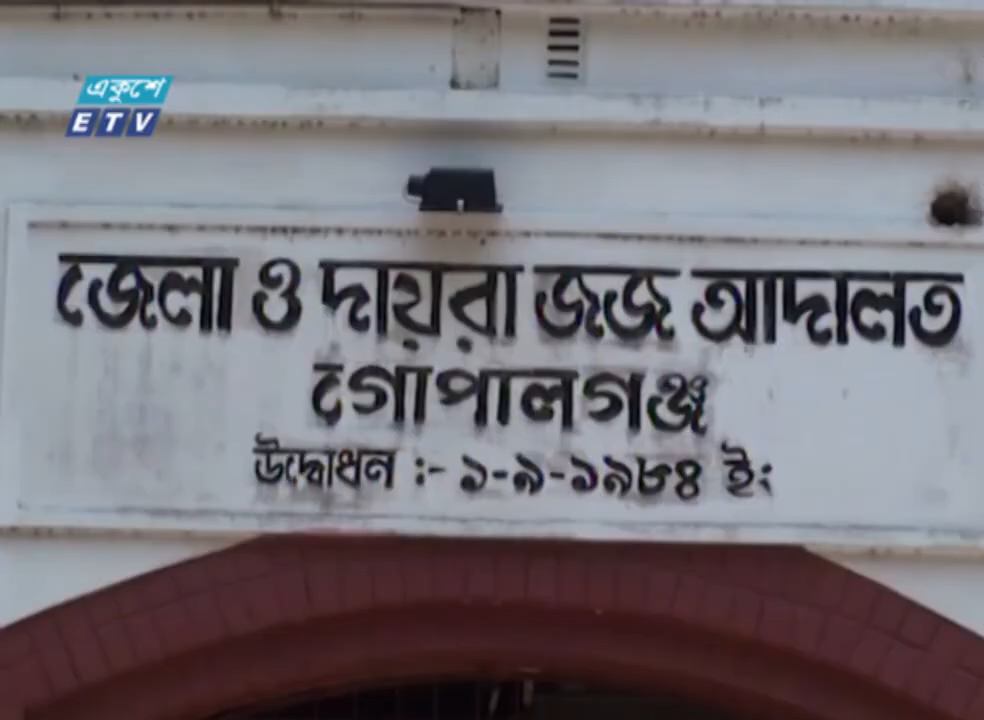 একুশে
ETV
জেলা ও দায়রা জজ আদালত
গোপালগঞ্জ
উদ্বোধন :- ১-৯-১৯৮৪ ইং